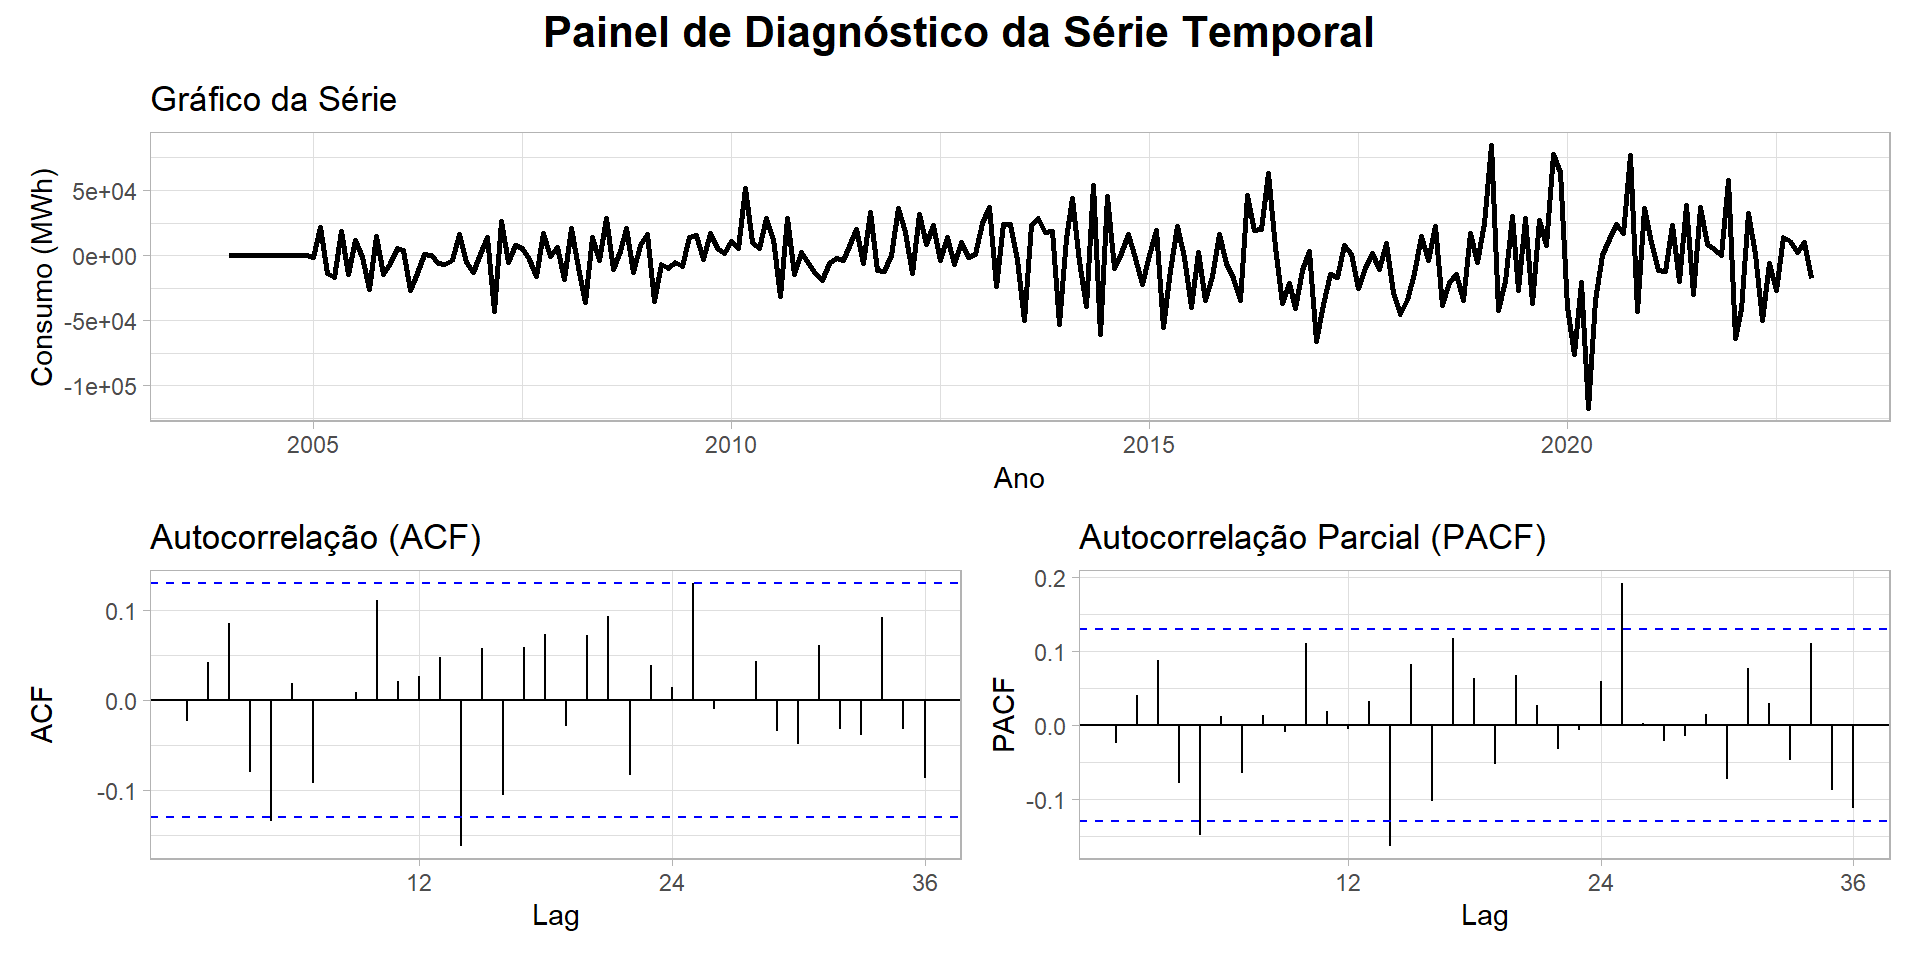 Painel de Diagnóstico da Série Temporal
Gráfico da Série
Consumo (MWh)
5e+04
0e+00
-5e+04
-1e+05
2005 2010 2015 2020
Ano
Autocorrelação (ACF)
ACF
0.1
0.0
-0.1
12 24 36
Lag
Autocorrelação Parcial (PACF)
PACF
0.2
0.1
0.0
-0.1
12 24 36
Lag